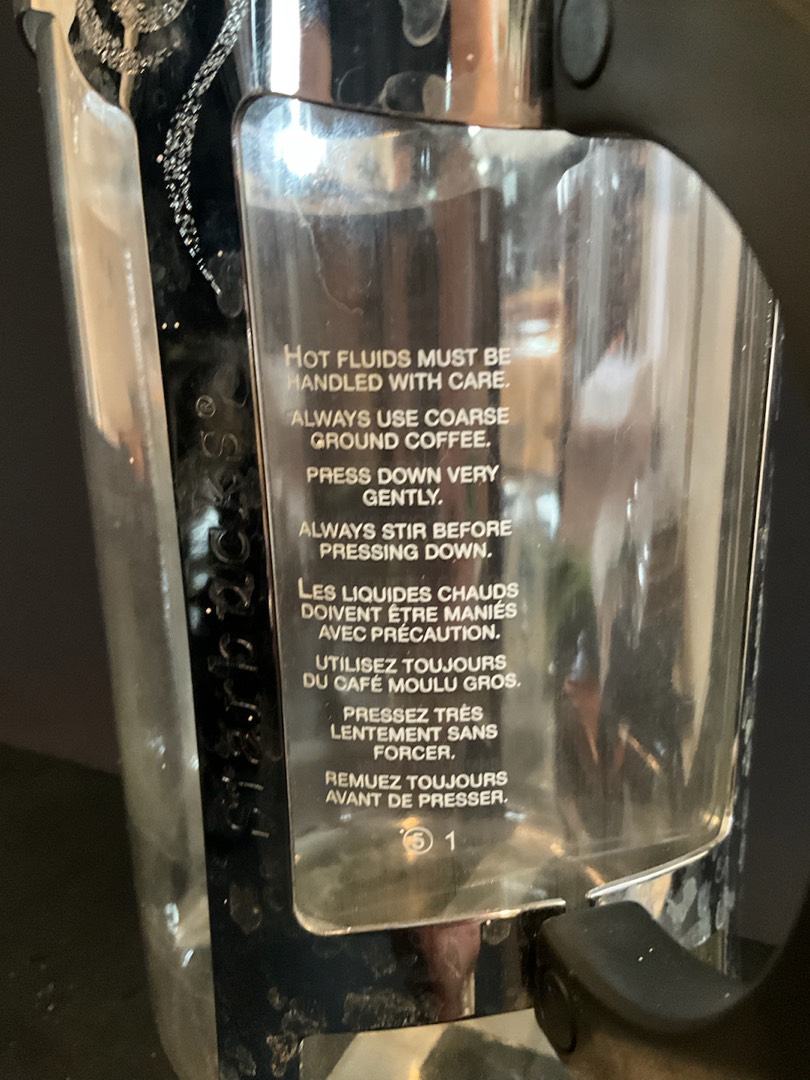 HOT FLUIDS MUST BE
HANDLED WITH CARE.
ALWAYS USE COARSE
GROUND COFFEE.
PRESS DOWN VERY
GENTLY.
ALWAYS STIR BEFORE
PRESSING DOWN.
LES LIQUIDES CHAUDS
DOIVENT ÊTRE MANIÉS
AVEC PRÉCAUTION.
UTILISEZ TOUJOURS
DU CAFÉ MOULU GROS.
PRESSEZ TRÈS
LENTEMENT SANS
FORCER.
REMUEZ TOUJOURS
AVANT DE PRESSER.
5 1
starbucks®